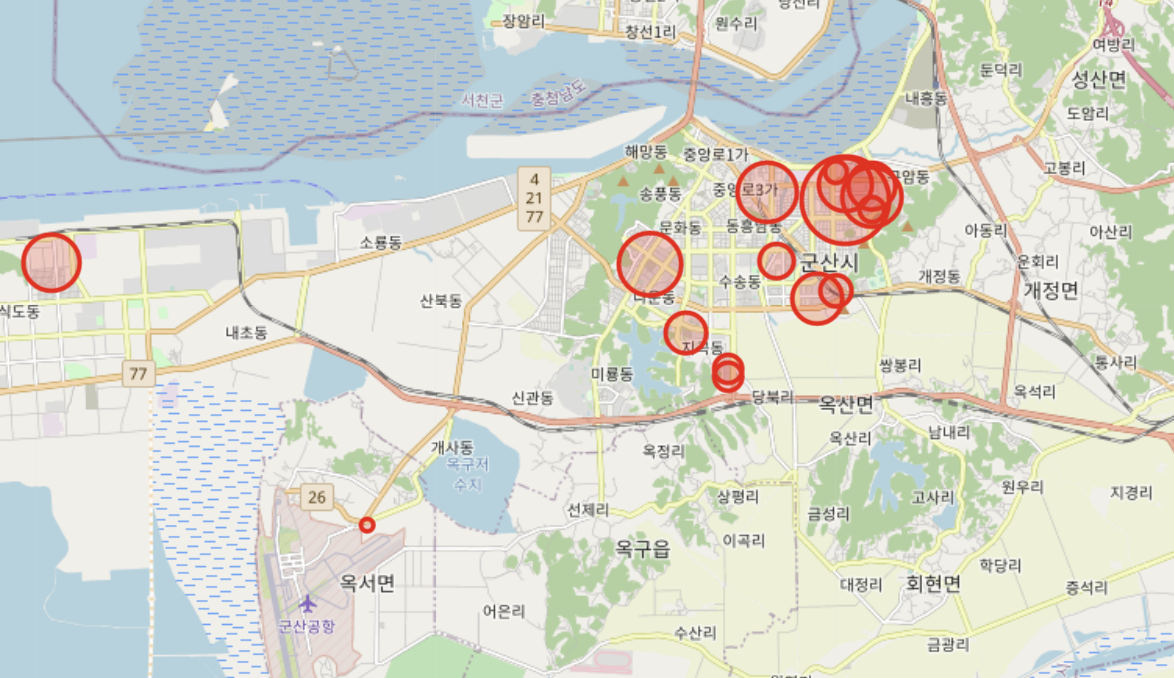 장암리
창선1리
원수리
74
여방리
둔덕리
성산면
서천군
충청남도
내흥동
도암리
해망동
중앙로1가
고봉리
4
21
77
송풍동
중앙로3가
문화동
동흥남동
아동리
아산리
소룡동
군산시
운회리
수송동
개정동
개정면
산북동
식도동
내초동
지곡동
77
미룡동
쌍봉리
통사리
신관동
당북리
옥산면
옥석리
개사동
옥구저
수지
옥정리
옥산리
남내리
26
상평리
고사리
원우리
지경리
선제리
금성리
이곡리
옥구읍
학당리
옥서면
대정리
회현면
증석리
어은리
군산공항
수산리
금광리